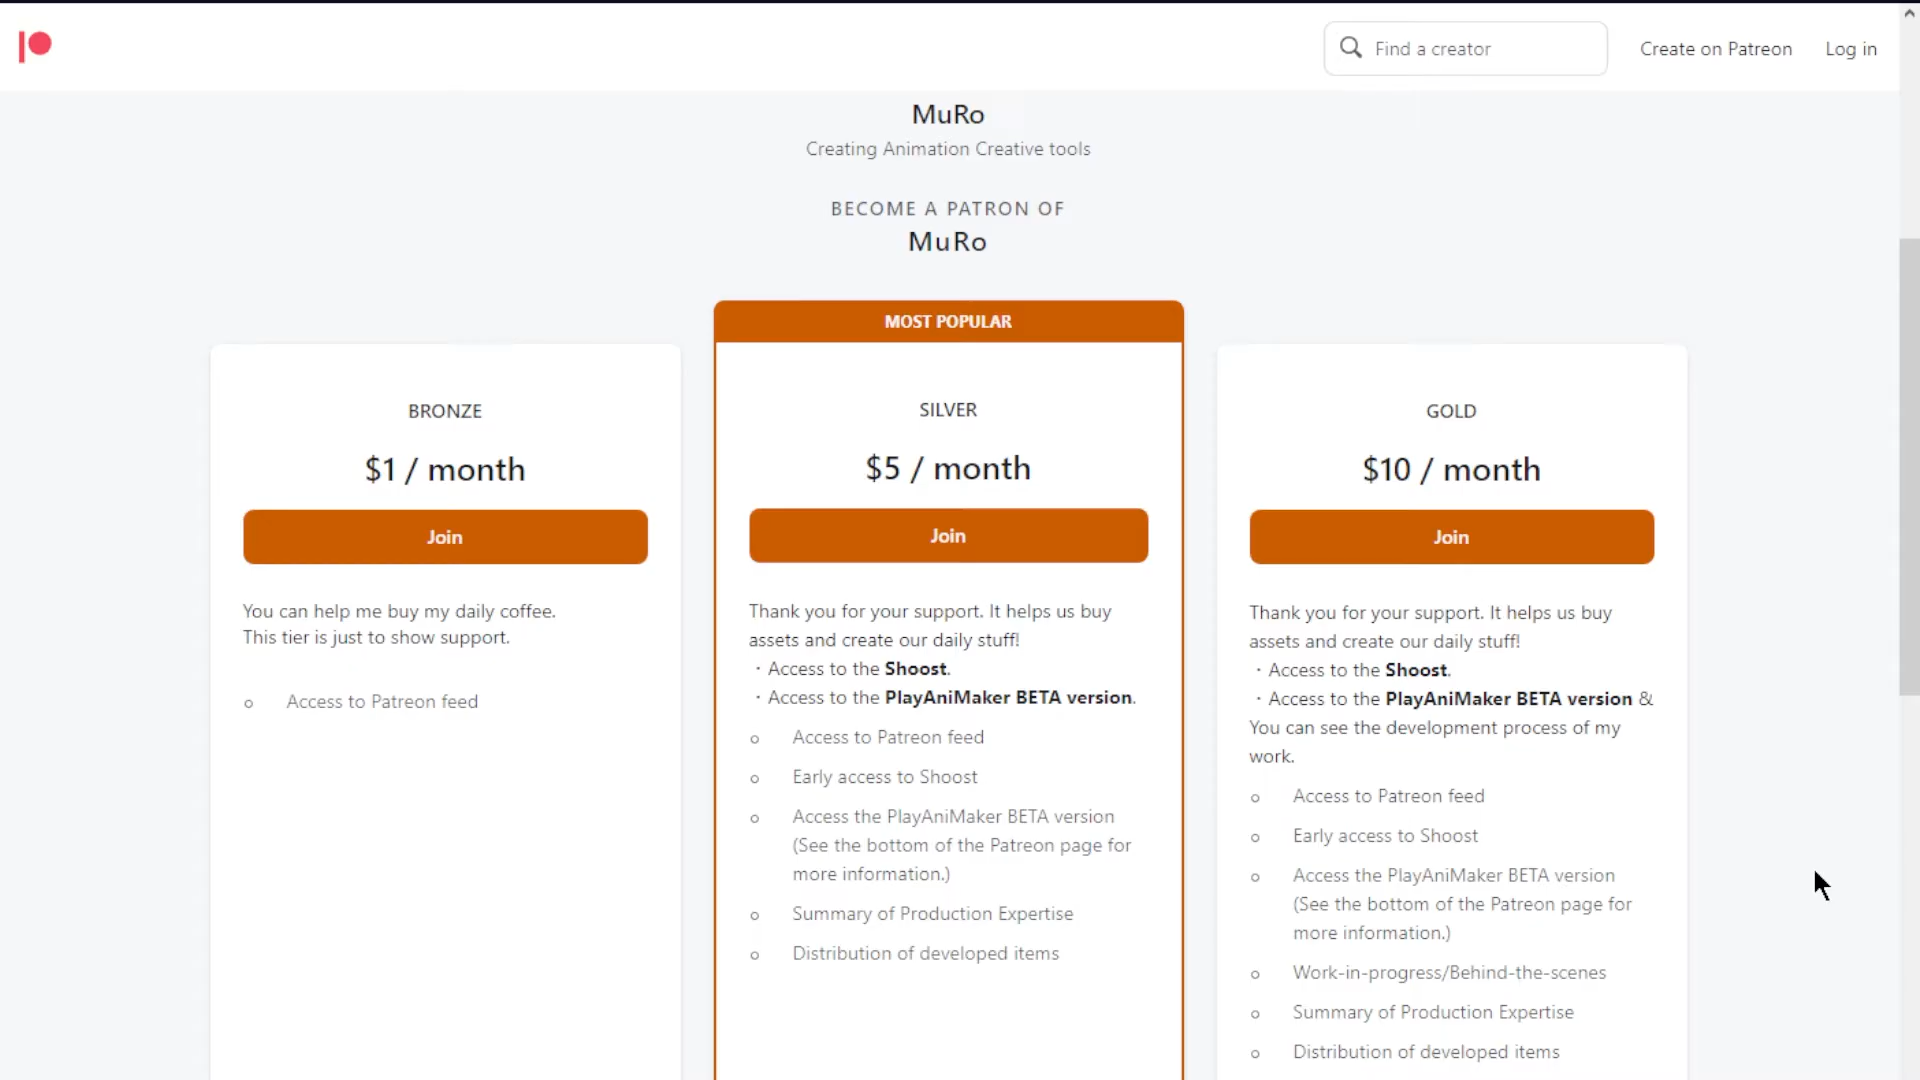 Find a creator
Create on Patreon
Log in
MuRo
Creating Animation Creative tools
BECOME A PATRON OF
MuRo
MOST POPULAR
BRONZE
$1 / month
Join
You can help me buy my daily coffee.
This tier is just to show support.
Access to Patreon feed
SILVER
$5 / month
Join
Thank you for your support. It helps us buy
assets and create our daily stuff!
・Access to the Shoost.
・Access to the PlayAniMaker BETA version.
Access to Patreon feed
Early access to Shoost
Access the PlayAniMaker BETA version
(See the bottom of the Patreon page for
more information.)
Summary of Production Expertise
Distribution of developed items
GOLD
$10 / month
Join
Thank you for your support. It helps us buy
assets and create our daily stuff!
・Access to the Shoost.
・Access to the PlayAniMaker BETA version &
You can see the development process of my
work.
Access to Patreon feed
Early access to Shoost
Access the PlayAniMaker BETA version
(See the bottom of the Patreon page for
more information.)
Work-in-progress/Behind-the-scenes
Summary of Production Expertise
Distribution of developed items